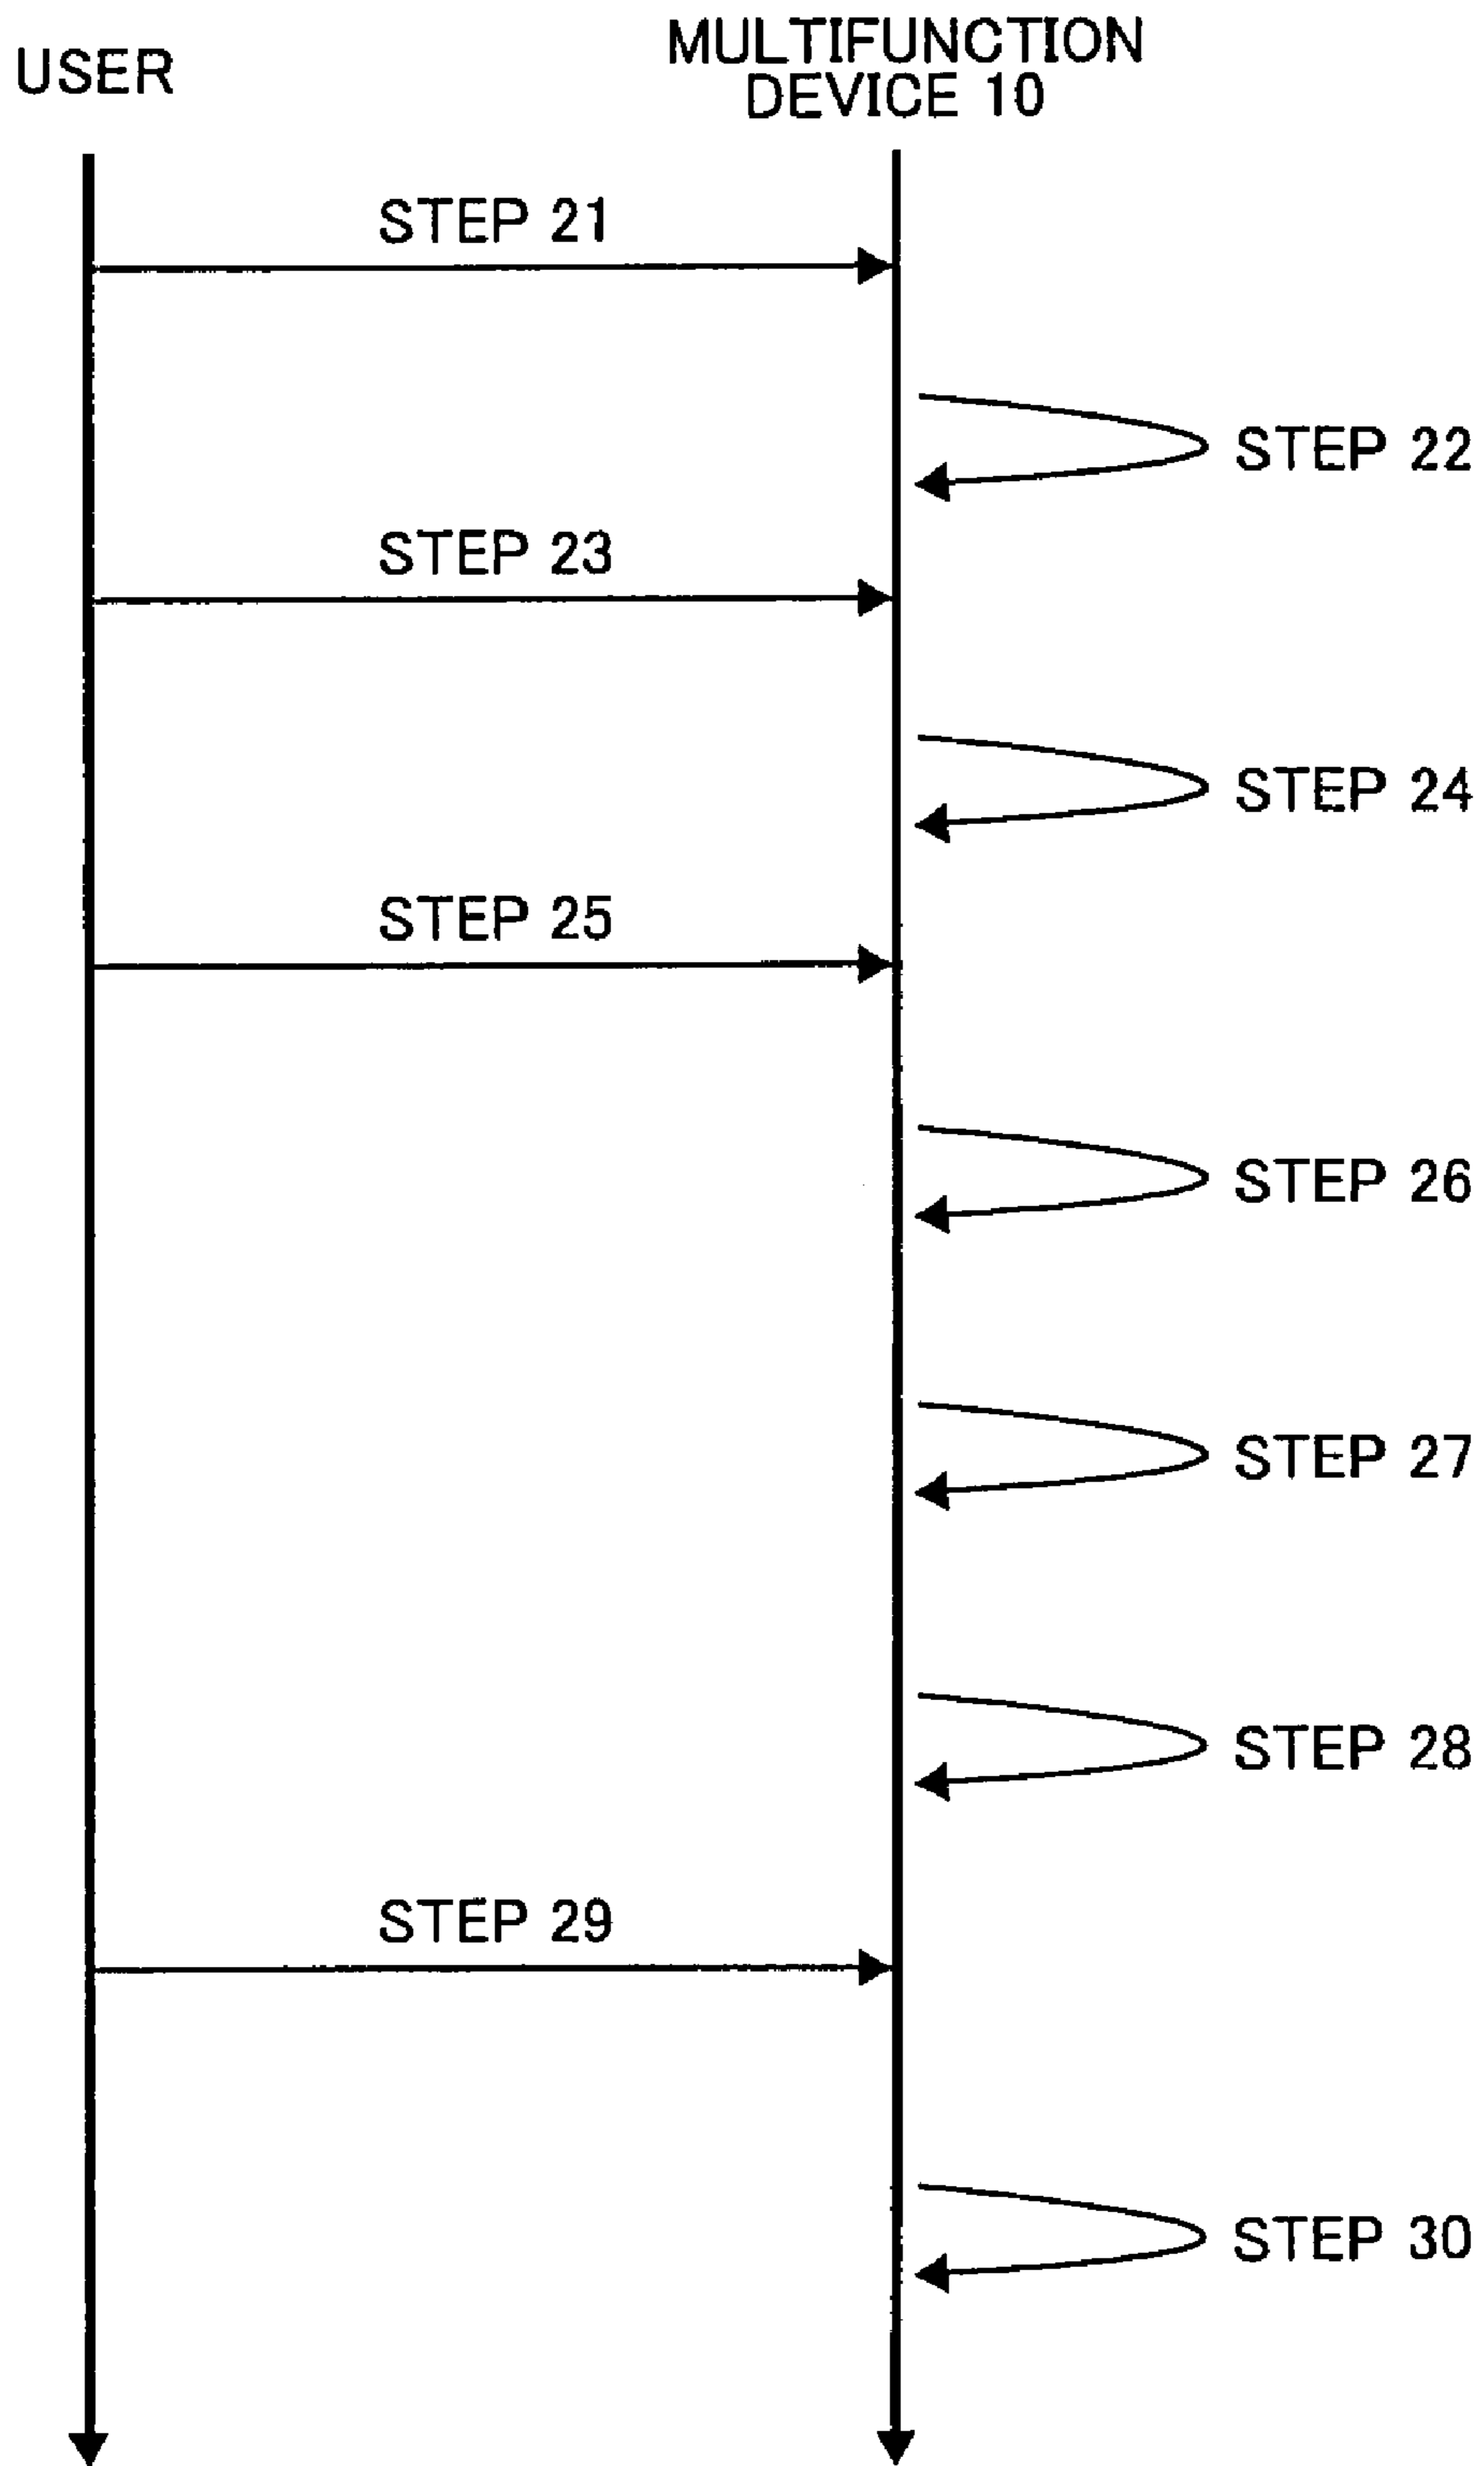 USER
MULTIFUNCTION
DEVICE 10
STEP 21
STEP 22
STEP 23
STEP 24
STEP 25
STEP 26
STEP 27
STEP 28
STEP 29
STEP 30